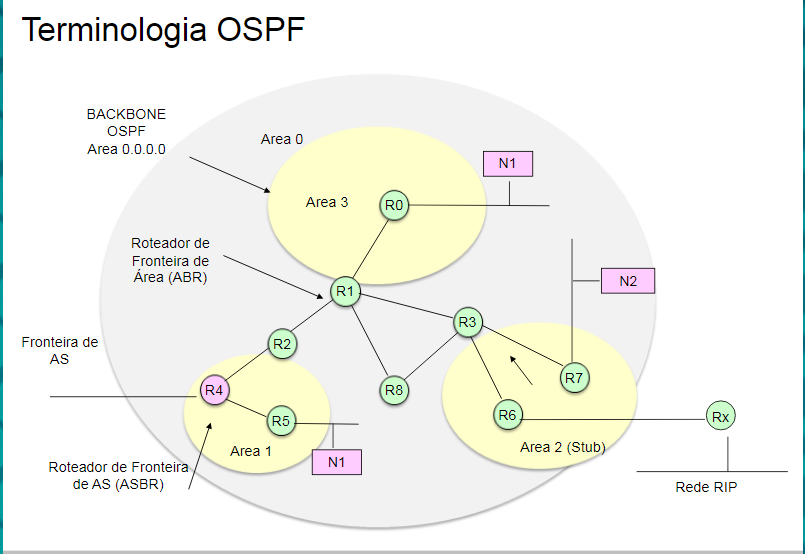 Terminologia OSPF
BACKBONE
OSPF
Area 0.0.0.0
Area 0
N1
Area 3
R0
Roteador de
Fronteira de
Área (ABR)
R1
N2
R3
Fronteira de
AS
R2
R7
R4
R8
R6
Rx
R5
Area 1
Area 2 (Stub)
N1
Roteador de Fronteira
de AS (ASBR)
Rede RIP